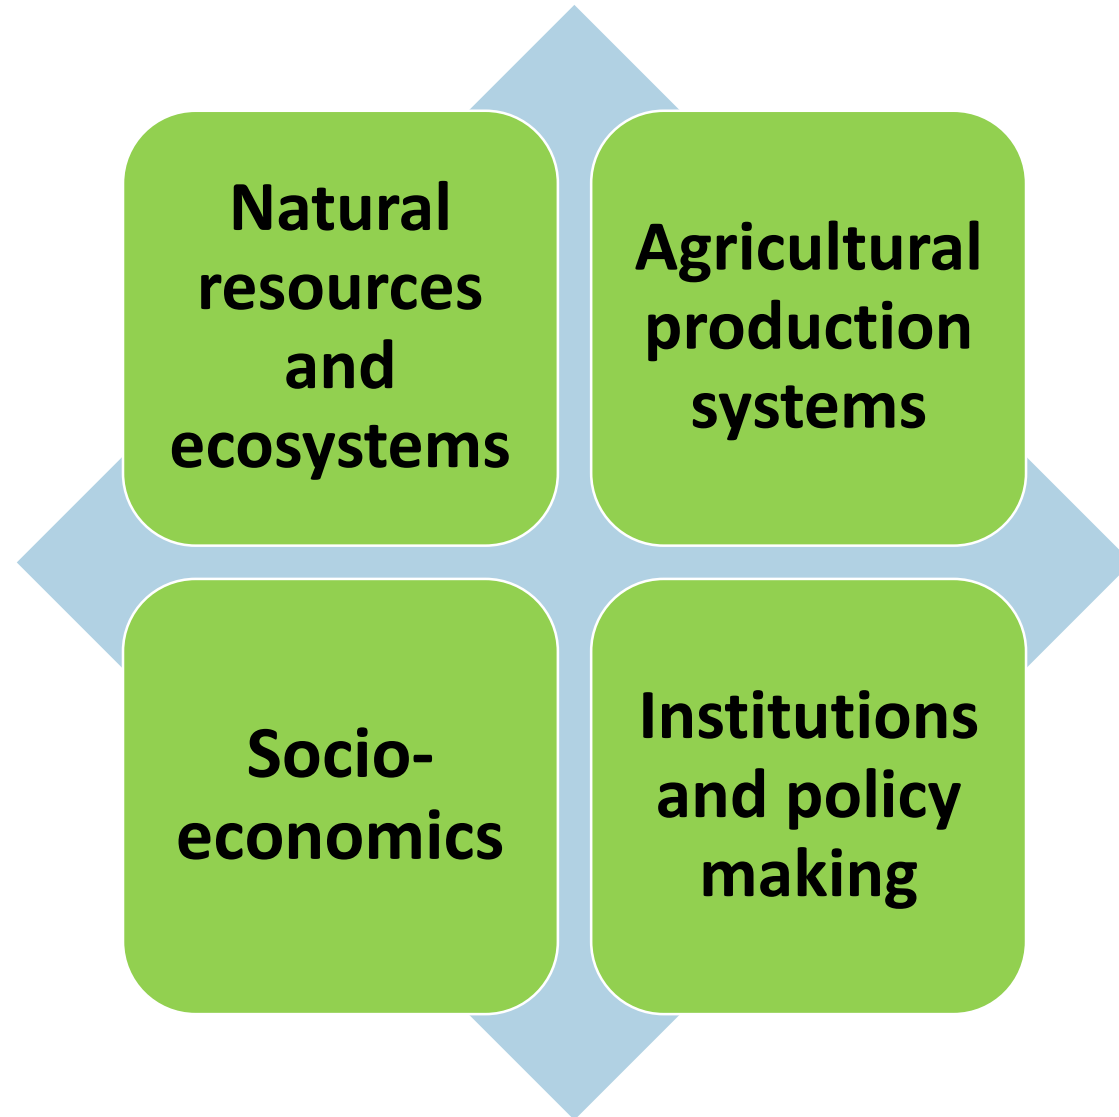 Natural
resources
and
ecosystems
Agricultural
production
systems
Socio-
economics
Institutions
and policy
making